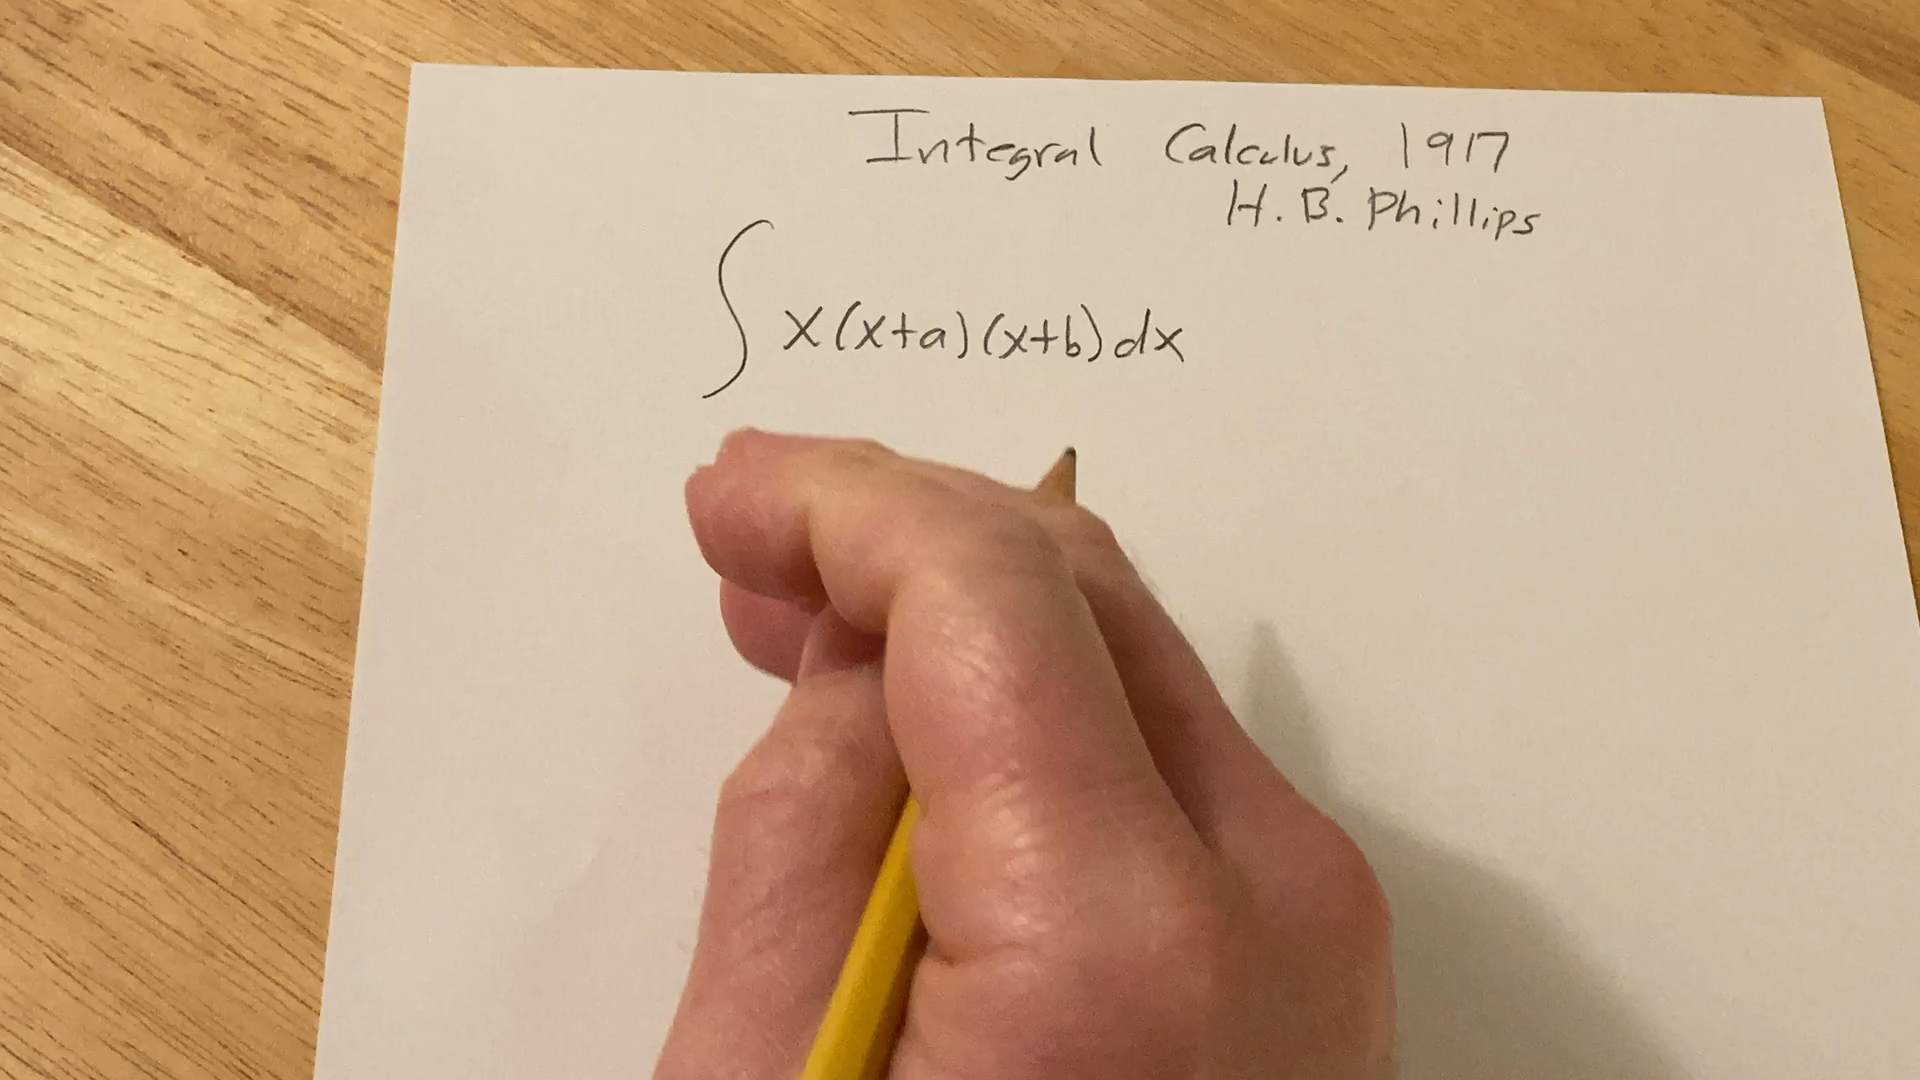 Integral Calculus, 1917
H. B. Phillips
∫ x(x+a)(x+b)dx